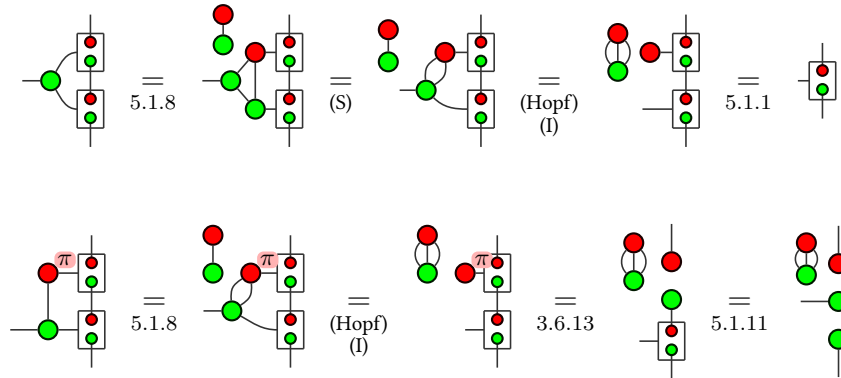 = = = =
5.1.8 (S) (Hopf) 5.1.1
(I)
π π π
= = = =
5.1.8 (Hopf) 3.6.13 5.1.11
(I)